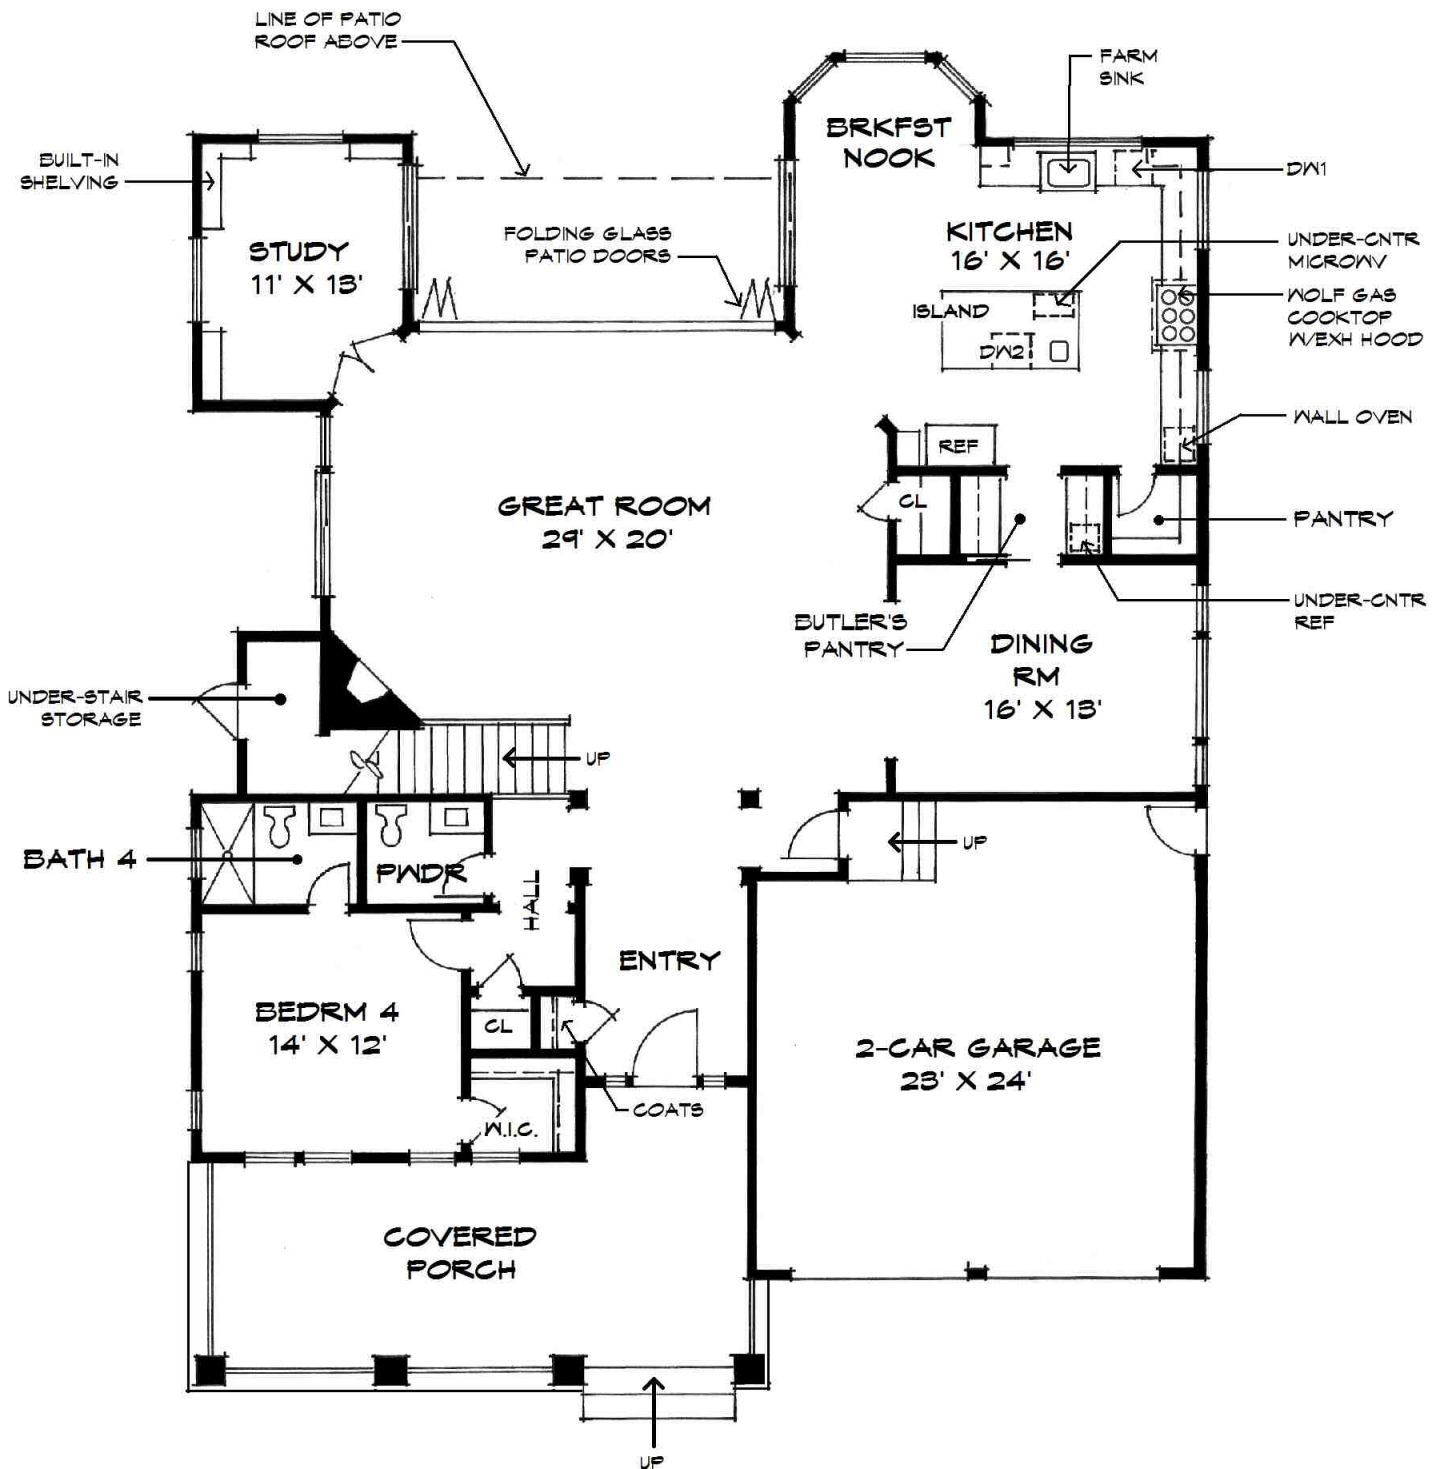 LINE OF PATIO
ROOF ABOVE
FARM
SINK
BRKFST
NOOK
BUILT-IN
SHELVING
DW1
STUDY
11' X 13'
FOLDING GLASS
PATIO DOORS
KITCHEN
16' X 16'
UNDER-CNTR
MICROWV
ISLAND
DW2
WOLF GAS
COOKTOP
W/EXH HOOD
WALL OVEN
REF
GREAT ROOM
29' X 20'
CL
PANTRY
UNDER-CNTR
REF
BUTLER'S
PANTRY
DINING
RM
16' X 13'
UNDER-STAIR
STORAGE
UP
BATH 4
PWDR
HALL
UP
ENTRY
BEDRM 4
14' X 12'
CL
2-CAR GARAGE
23' X 24'
COATS
W.I.C.
COVERED
PORCH
UP